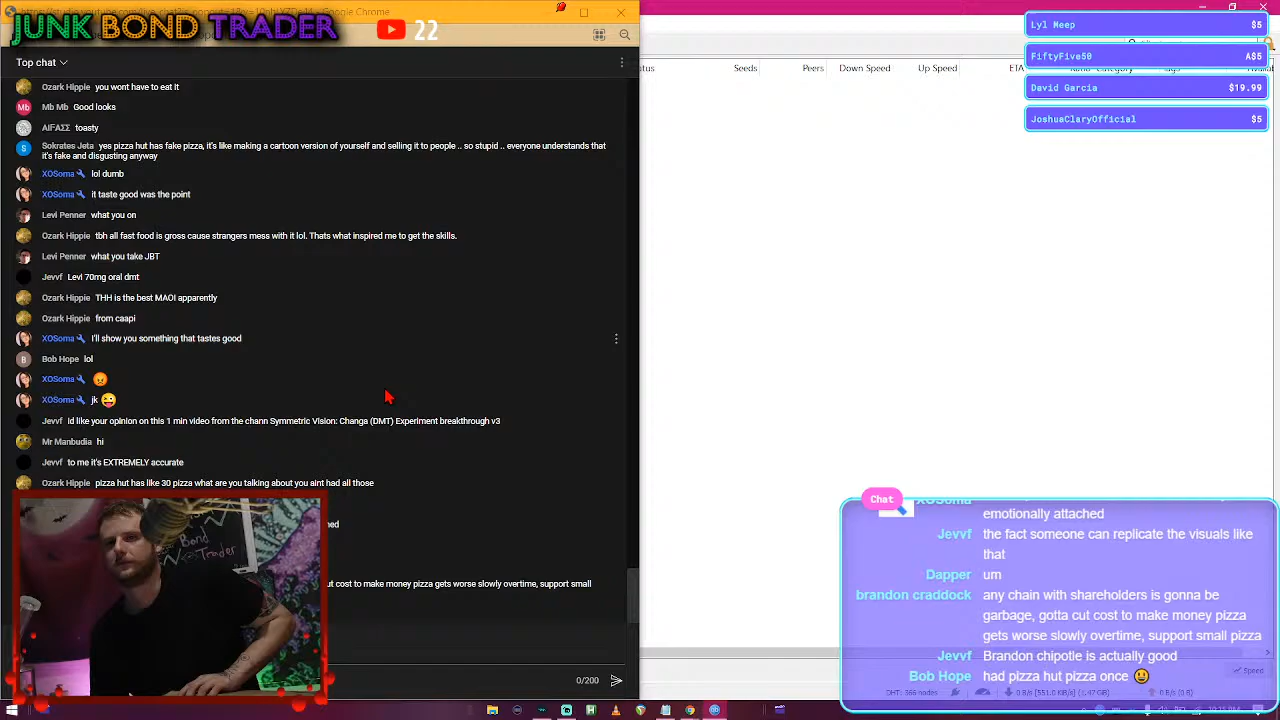 JUNK BOND TRADER
22
Google Chrome
Top chat
Ozark Hippie you wont have to eat It
Mb Mb Good looks
AIFAΣΣ toasty
Sokrates Jeta yes pizza hut has fake pizza, it's like making a cartoon version of yourself and selling it to people .. so stupid .. everyone understands that
it's fake and disgusting anyway
XOSoma lol dumb
XOSoma it taste good was the point
Levi Penner what you on
Ozark Hippie tbh all fast food is gross cause strangers mess with it lol. Thats what inspired me to get the skills.
Levi Penner what you take JBT
Jevvf Levi 70mg oral dmt
Ozark Hippie THH is the best MAOI apparently
Ozark Hippie from caapi
XOSoma I'll show you something that tastes good
Bob Hope lol
XOSoma 😡
XOSoma jk 😜
Jevvf Id like your opinion on this 1 min video from the chann Symmetric Vision: Changa (DMT) Experiment breakthrough v3
Mr Manbudia hi
Jevvf to me it's EXTREMELY accurate
Ozark Hippie pizza hut has like 30 pizza what are you talking about you aint had all those
ut cost to make money pizza gets worse slowly overtime, support small
Bond
Trader
0/200
Seeds Peers Down Speed Up Speed ETA
Lyl Meep $5
FiftyFive50 A$5
David Garcia $19.99
JoshuaClaryOfficial $5
Chat
XOSoma
emotionally attached
Jevvf the fact someone can replicate the visuals like
that
Dapper um
brandon craddock any chain with shareholders is gonna be
garbage, gotta cut cost to make money pizza
gets worse slowly overtime, support small pizza
Jevvf Brandon chipotle is actually good
Bob Hope had pizza hut pizza once 😃
Speed
DHT: 566 nodes